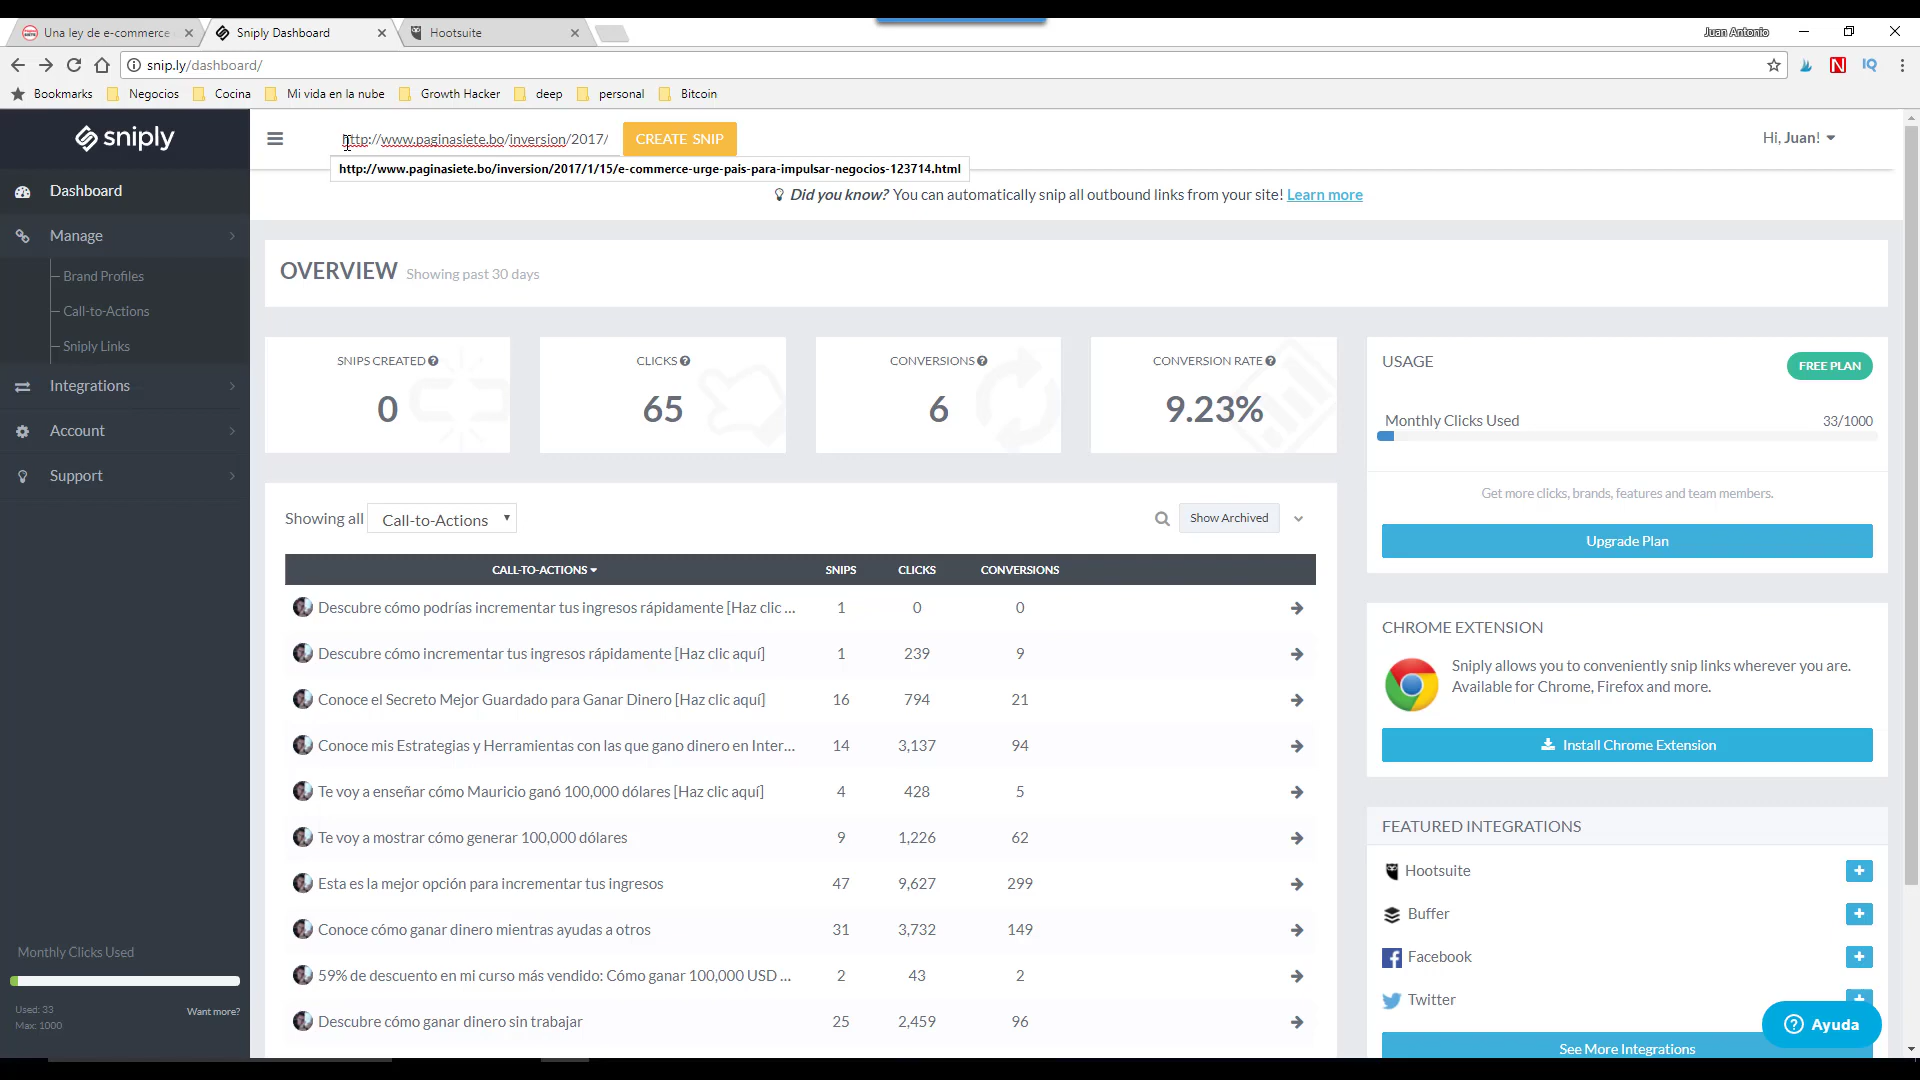 Una ley de e-commerce
Sniply Dashboard
Hootsuite
Juan Antonio
snip.ly/dashboard/
Bookmarks
Negocios
Cocina
Mi vida en la nube
Growth Hacker
deep
personal
Bitcoin
sniply
http://www.paginasiete.bo/inversion/2017/
CREATE SNIP
Hi, Juan!
http://www.paginasiete.bo/inversion/2017/1/15/e-commerce-urge-pais-para-impulsar-negocios-123714.html
Did you know? You can automatically snip all outbound links from your site! Learn more
Dashboard
Manage
Brand Profiles
Call-to-Actions
Sniply Links
Integrations
Account
Support
Monthly Clicks Used
Used: 33
Max: 1000
Want more?
OVERVIEW Showing past 30 days
SNIPS CREATED
0
CLICKS
65
CONVERSIONS
6
CONVERSION RATE
9.23%
Showing all Call-to-Actions
Show Archived
CALL-TO-ACTIONS SNIPS CLICKS CONVERSIONS
Descubre cómo podrías incrementar tus ingresos rápidamente [Haz clic ... 1 0 0
Descubre cómo incrementar tus ingresos rápidamente [Haz clic aquí] 1 239 9
Conoce el Secreto Mejor Guardado para Ganar Dinero [Haz clic aquí] 16 794 21
Conoce mis Estrategias y Herramientas con las que gano dinero en Inter... 14 3,137 94
Te voy a enseñar cómo Mauricio ganó 100,000 dólares [Haz clic aquí] 4 428 5
Te voy a mostrar cómo generar 100,000 dólares 9 1,226 62
Esta es la mejor opción para incrementar tus ingresos 47 9,627 299
Conoce cómo ganar dinero mientras ayudas a otros 31 3,732 149
59% de descuento en mi curso más vendido: Cómo ganar 100,000 USD ... 2 43 2
Descubre cómo ganar dinero sin trabajar 25 2,459 96
USAGE
FREE PLAN
Monthly Clicks Used 33/1000
Get more clicks, brands, features and team members.
Upgrade Plan
CHROME EXTENSION
Sniply allows you to conveniently snip links wherever you are.
Available for Chrome, Firefox and more.
Install Chrome Extension
FEATURED INTEGRATIONS
Hootsuite
Buffer
Facebook
Twitter
Ayuda
See More Integrations